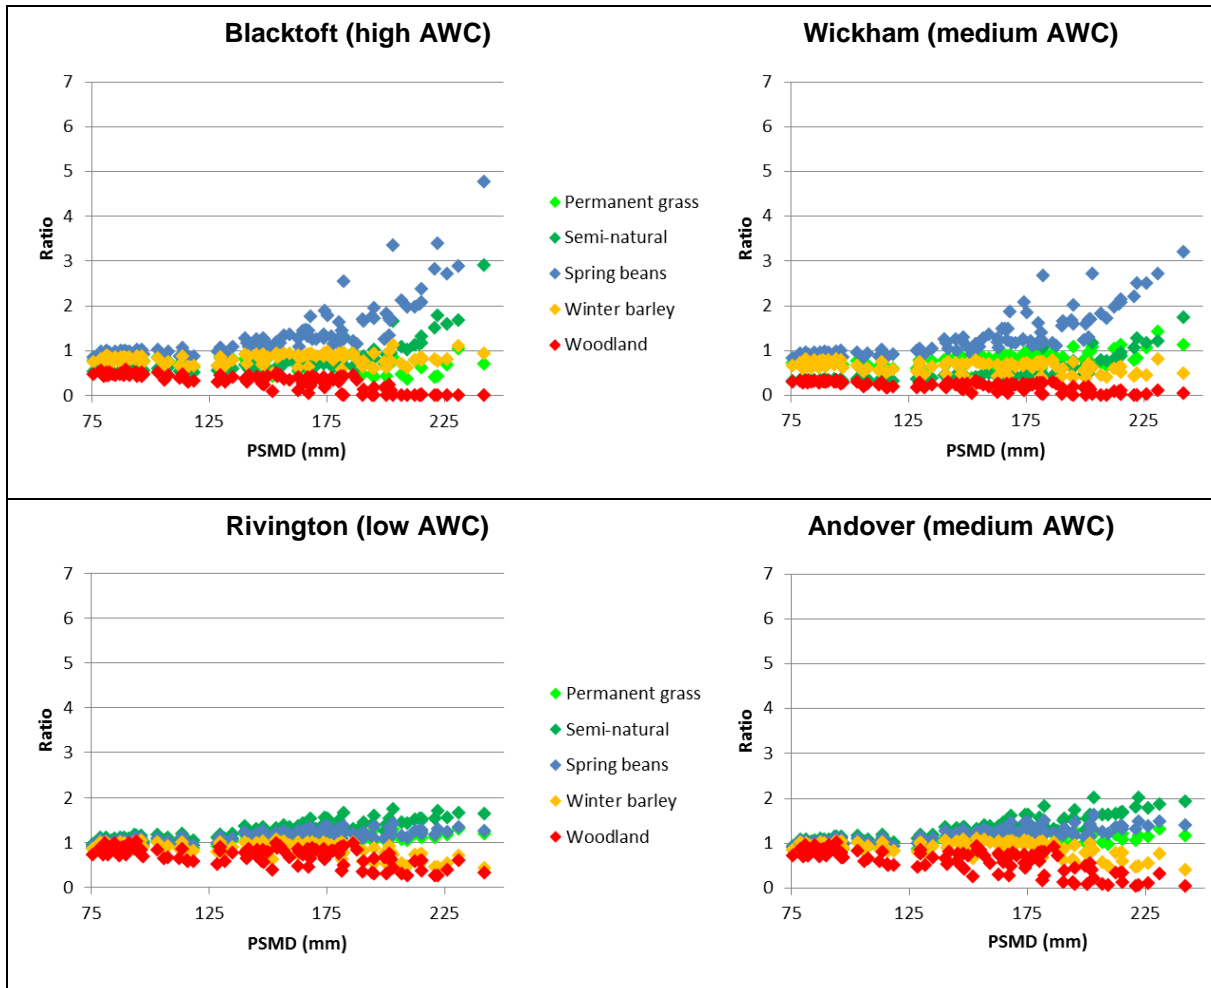 Blacktoft (high AWC)
7
6
5
4
3
2
1
0
Ratio
75
125
175
225
PSMD (mm)
Permanent grass
Semi-natural
Spring beans
Winter barley
Woodland
Wickham (medium AWC)
7
6
5
4
3
2
1
0
Ratio
75
125
175
225
PSMD (mm)
Rivington (low AWC)
7
6
5
4
3
2
1
0
Ratio
75
125
175
225
PSMD (mm)
Permanent grass
Semi-natural
Spring beans
Winter barley
Woodland
Andover (medium AWC)
7
6
5
4
3
2
1
0
Ratio
75
125
175
225
PSMD (mm)